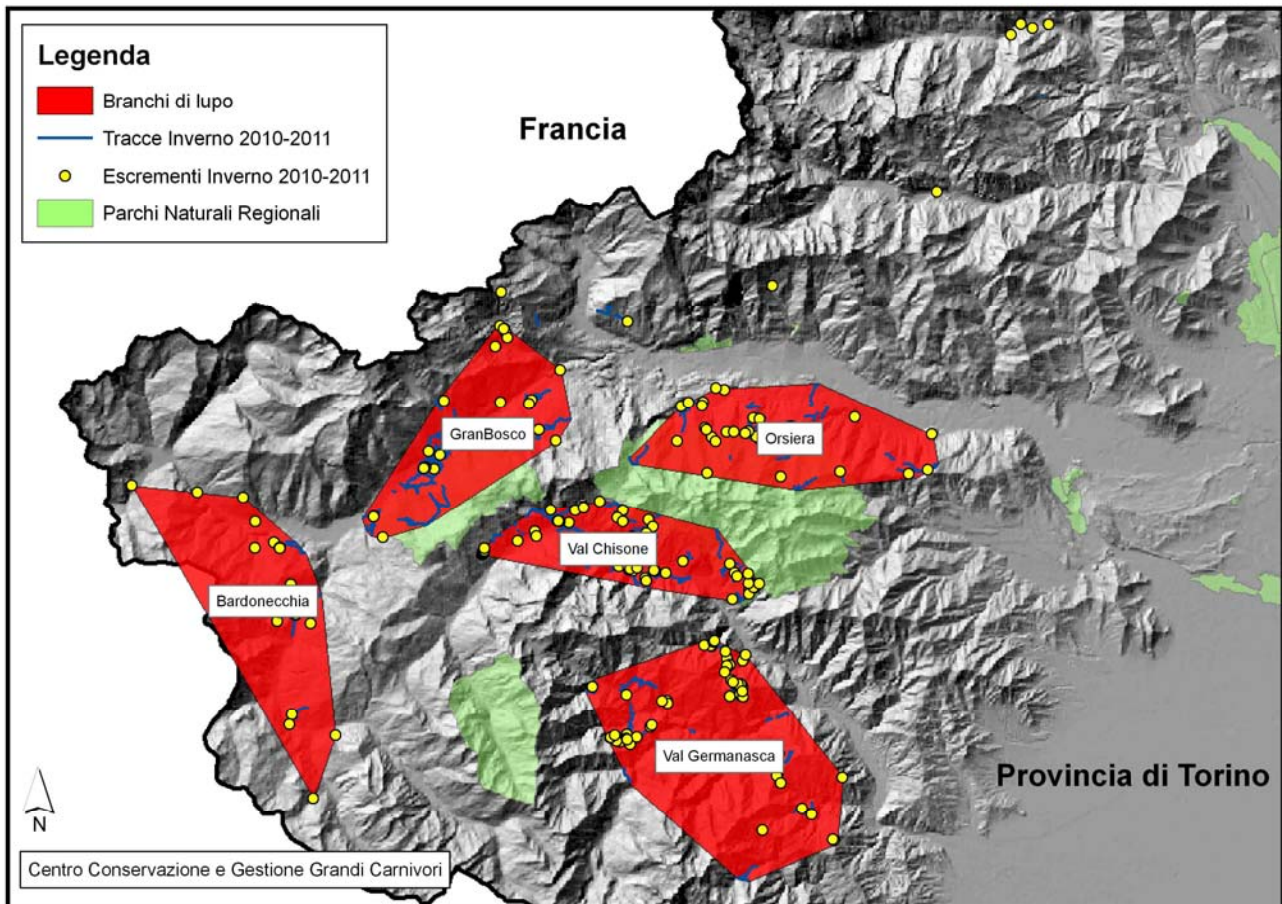 Legenda
Branchi di lupo
Tracce Inverno 2010-2011
Escrementi Inverno 2010-2011
Parchi Naturali Regionali
Francia
GranBosco
Orsiera
Val Chisone
Bardonecchia
Val Germanasca
Provincia di Torino
N
Centro Conservazione e Gestione Grandi Carnivori